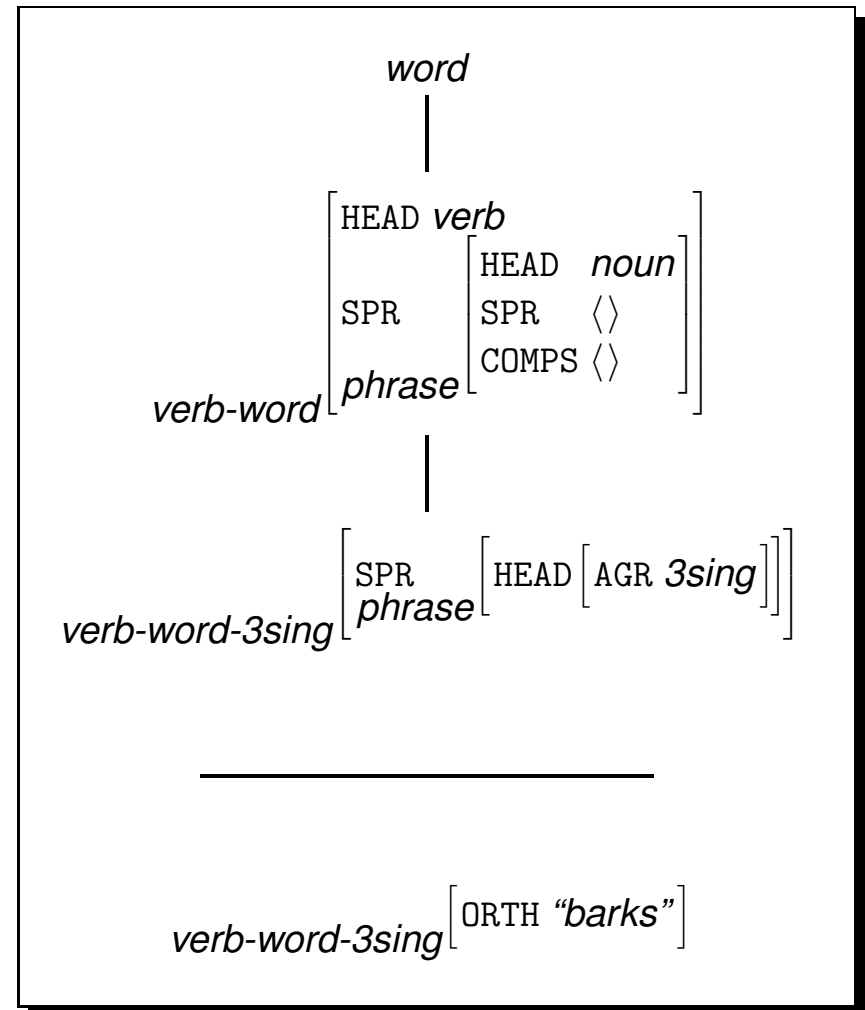 word
HEAD verb
HEAD noun
SPR SPR ⟨⟩
COMPS ⟨⟩
verb-word phrase
SPR HEAD AGR 3sing
verb-word-3sing phrase
verb-word-3sing ORTH “barks”